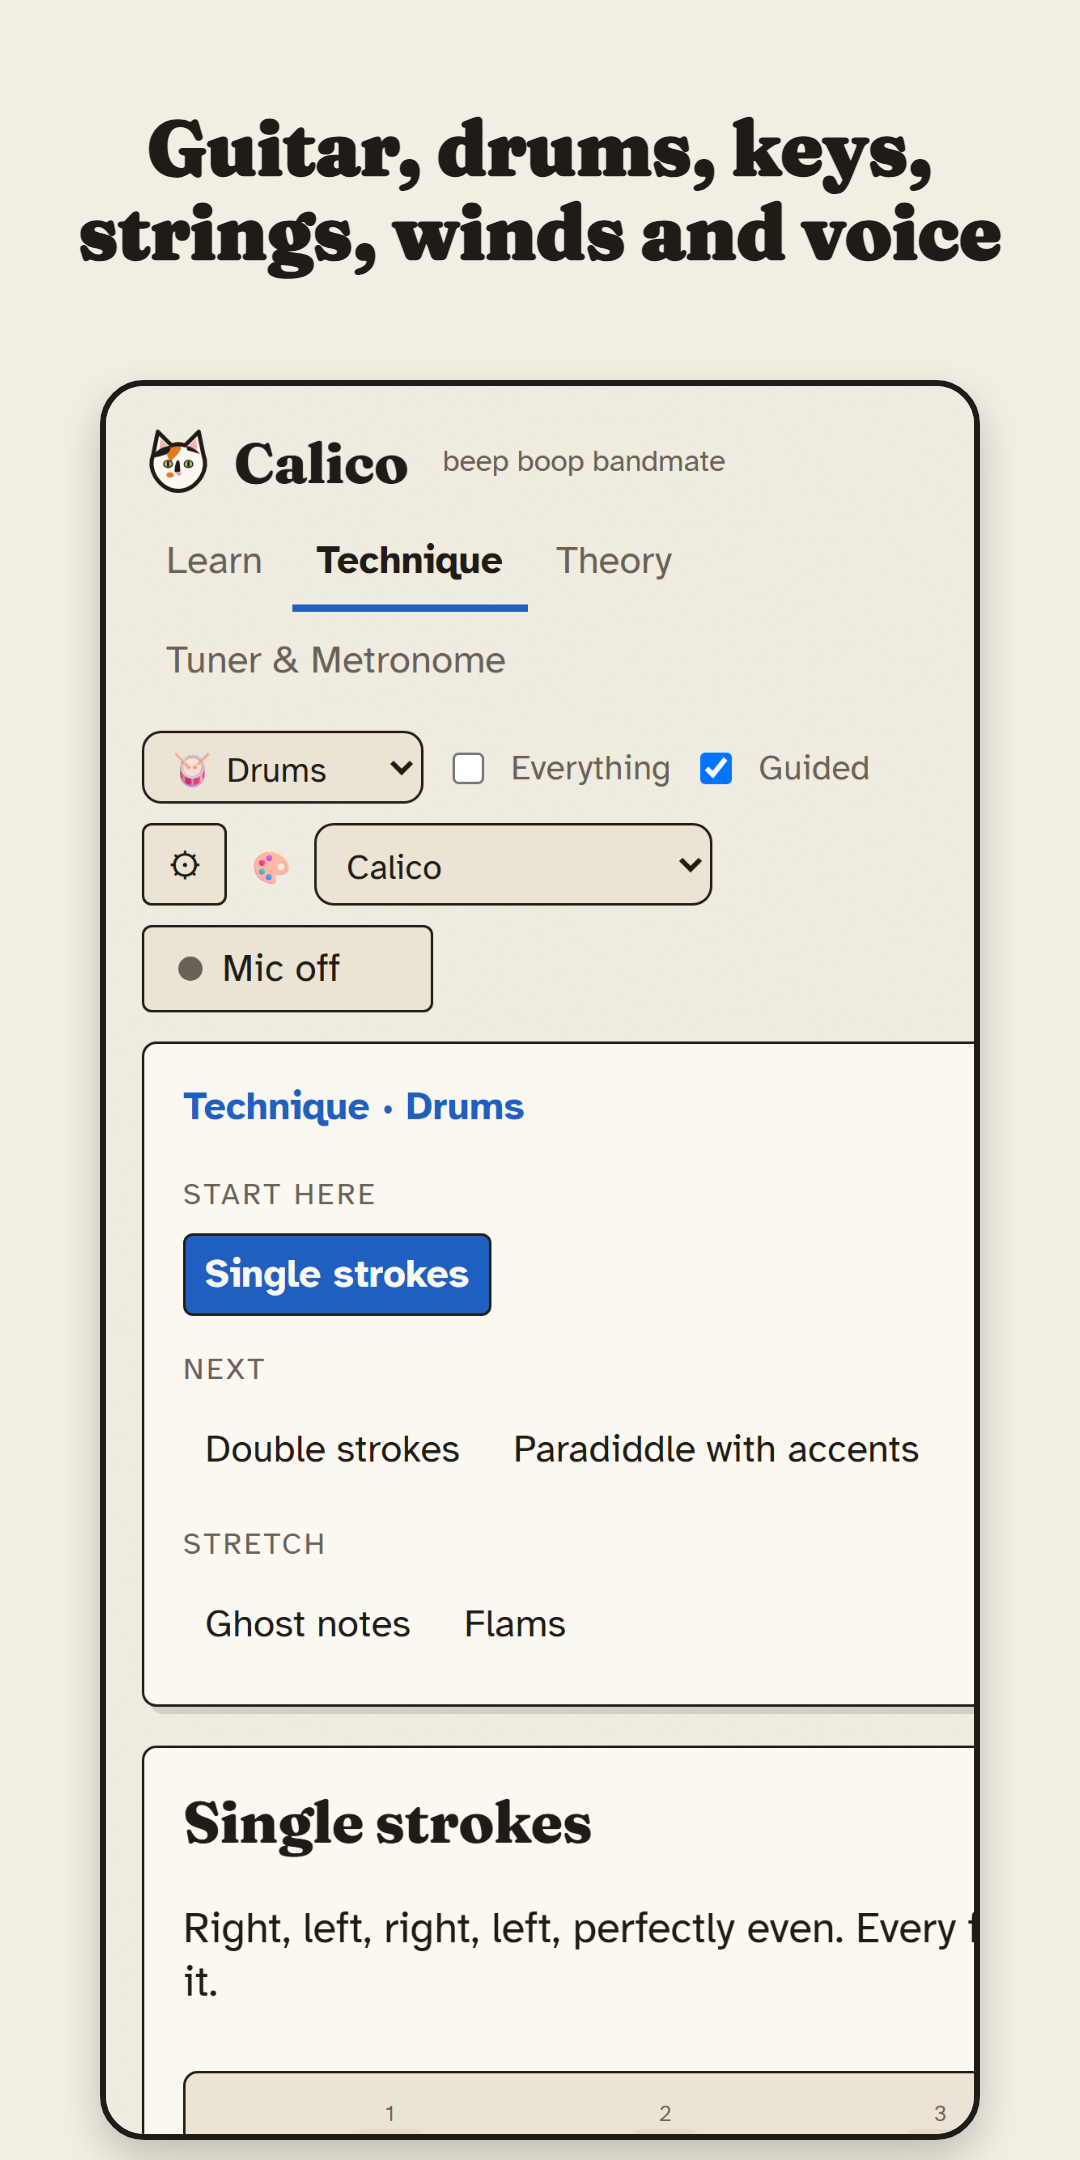 Guitar, drums, keys,
strings, winds and voice
Calico beep boop bandmate
Learn Technique Theory
Tuner & Metronome
Drums Everything Guided
Calico
Mic off
Technique · Drums
START HERE
Single strokes
NEXT
Double strokes Paradiddle with accents
STRETCH
Ghost notes Flams
Single strokes
Right, left, right, left, perfectly even. Every
it.
1 2 3